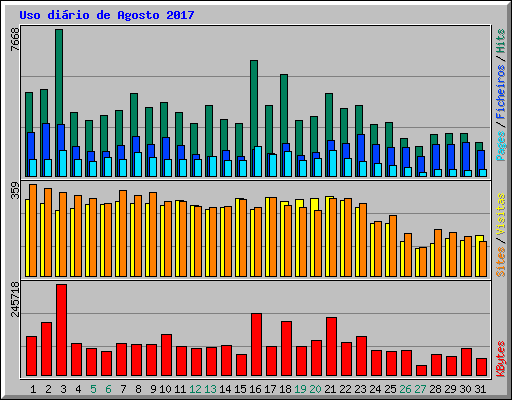 Uso diário de Agosto 2017
7668
Pages / Ficheiros / Hits
359
Sites / Visitas
245718
KBytes
1 2 3 4 5 6 7 8 9 10 11 12 13 14 15 16 17 18 19 20 21 22 23 24 25 26 27 28 29 30 31